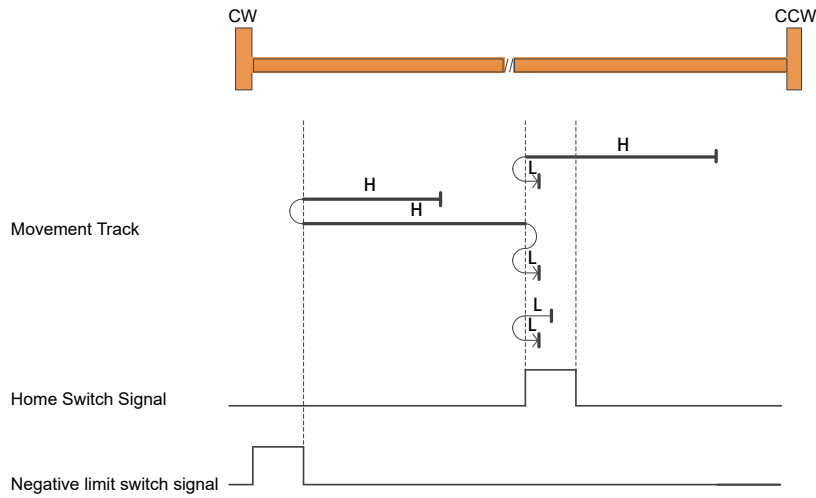 CW CCW
H
L
H
H
Movement Track
L
L
L
Home Switch Signal
Negative limit switch signal